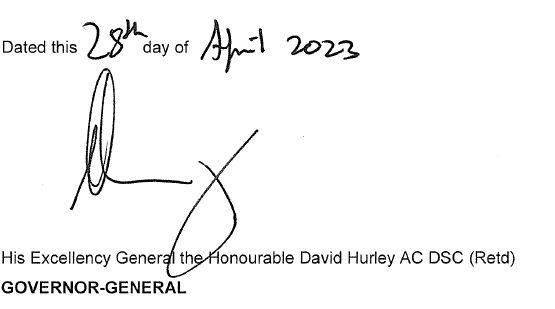 Dated this 28th day of April 2023
His Excellency General the Honourable David Hurley AC DSC (Retd)
GOVERNOR-GENERAL